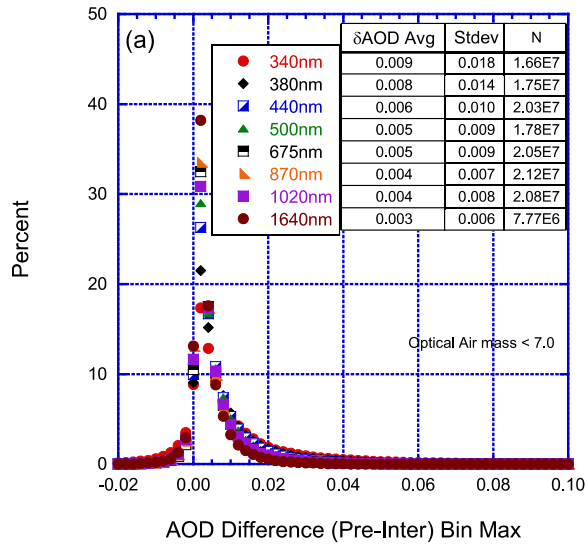 50
(a)
δAOD Avg Stdev N
340nm 0.009 0.018 1.66E7
380nm 0.008 0.014 1.75E7
440nm 0.006 0.010 2.03E7
500nm 0.005 0.009 1.78E7
675nm 0.005 0.009 2.05E7
870nm 0.004 0.007 2.12E7
1020nm 0.004 0.008 2.08E7
1640nm 0.003 0.006 7.77E6
40
30
Percent
20
Optical Air mass < 7.0
10
0
-0.02 0.00 0.02 0.04 0.06 0.08 0.10
AOD Difference (Pre-Inter) Bin Max